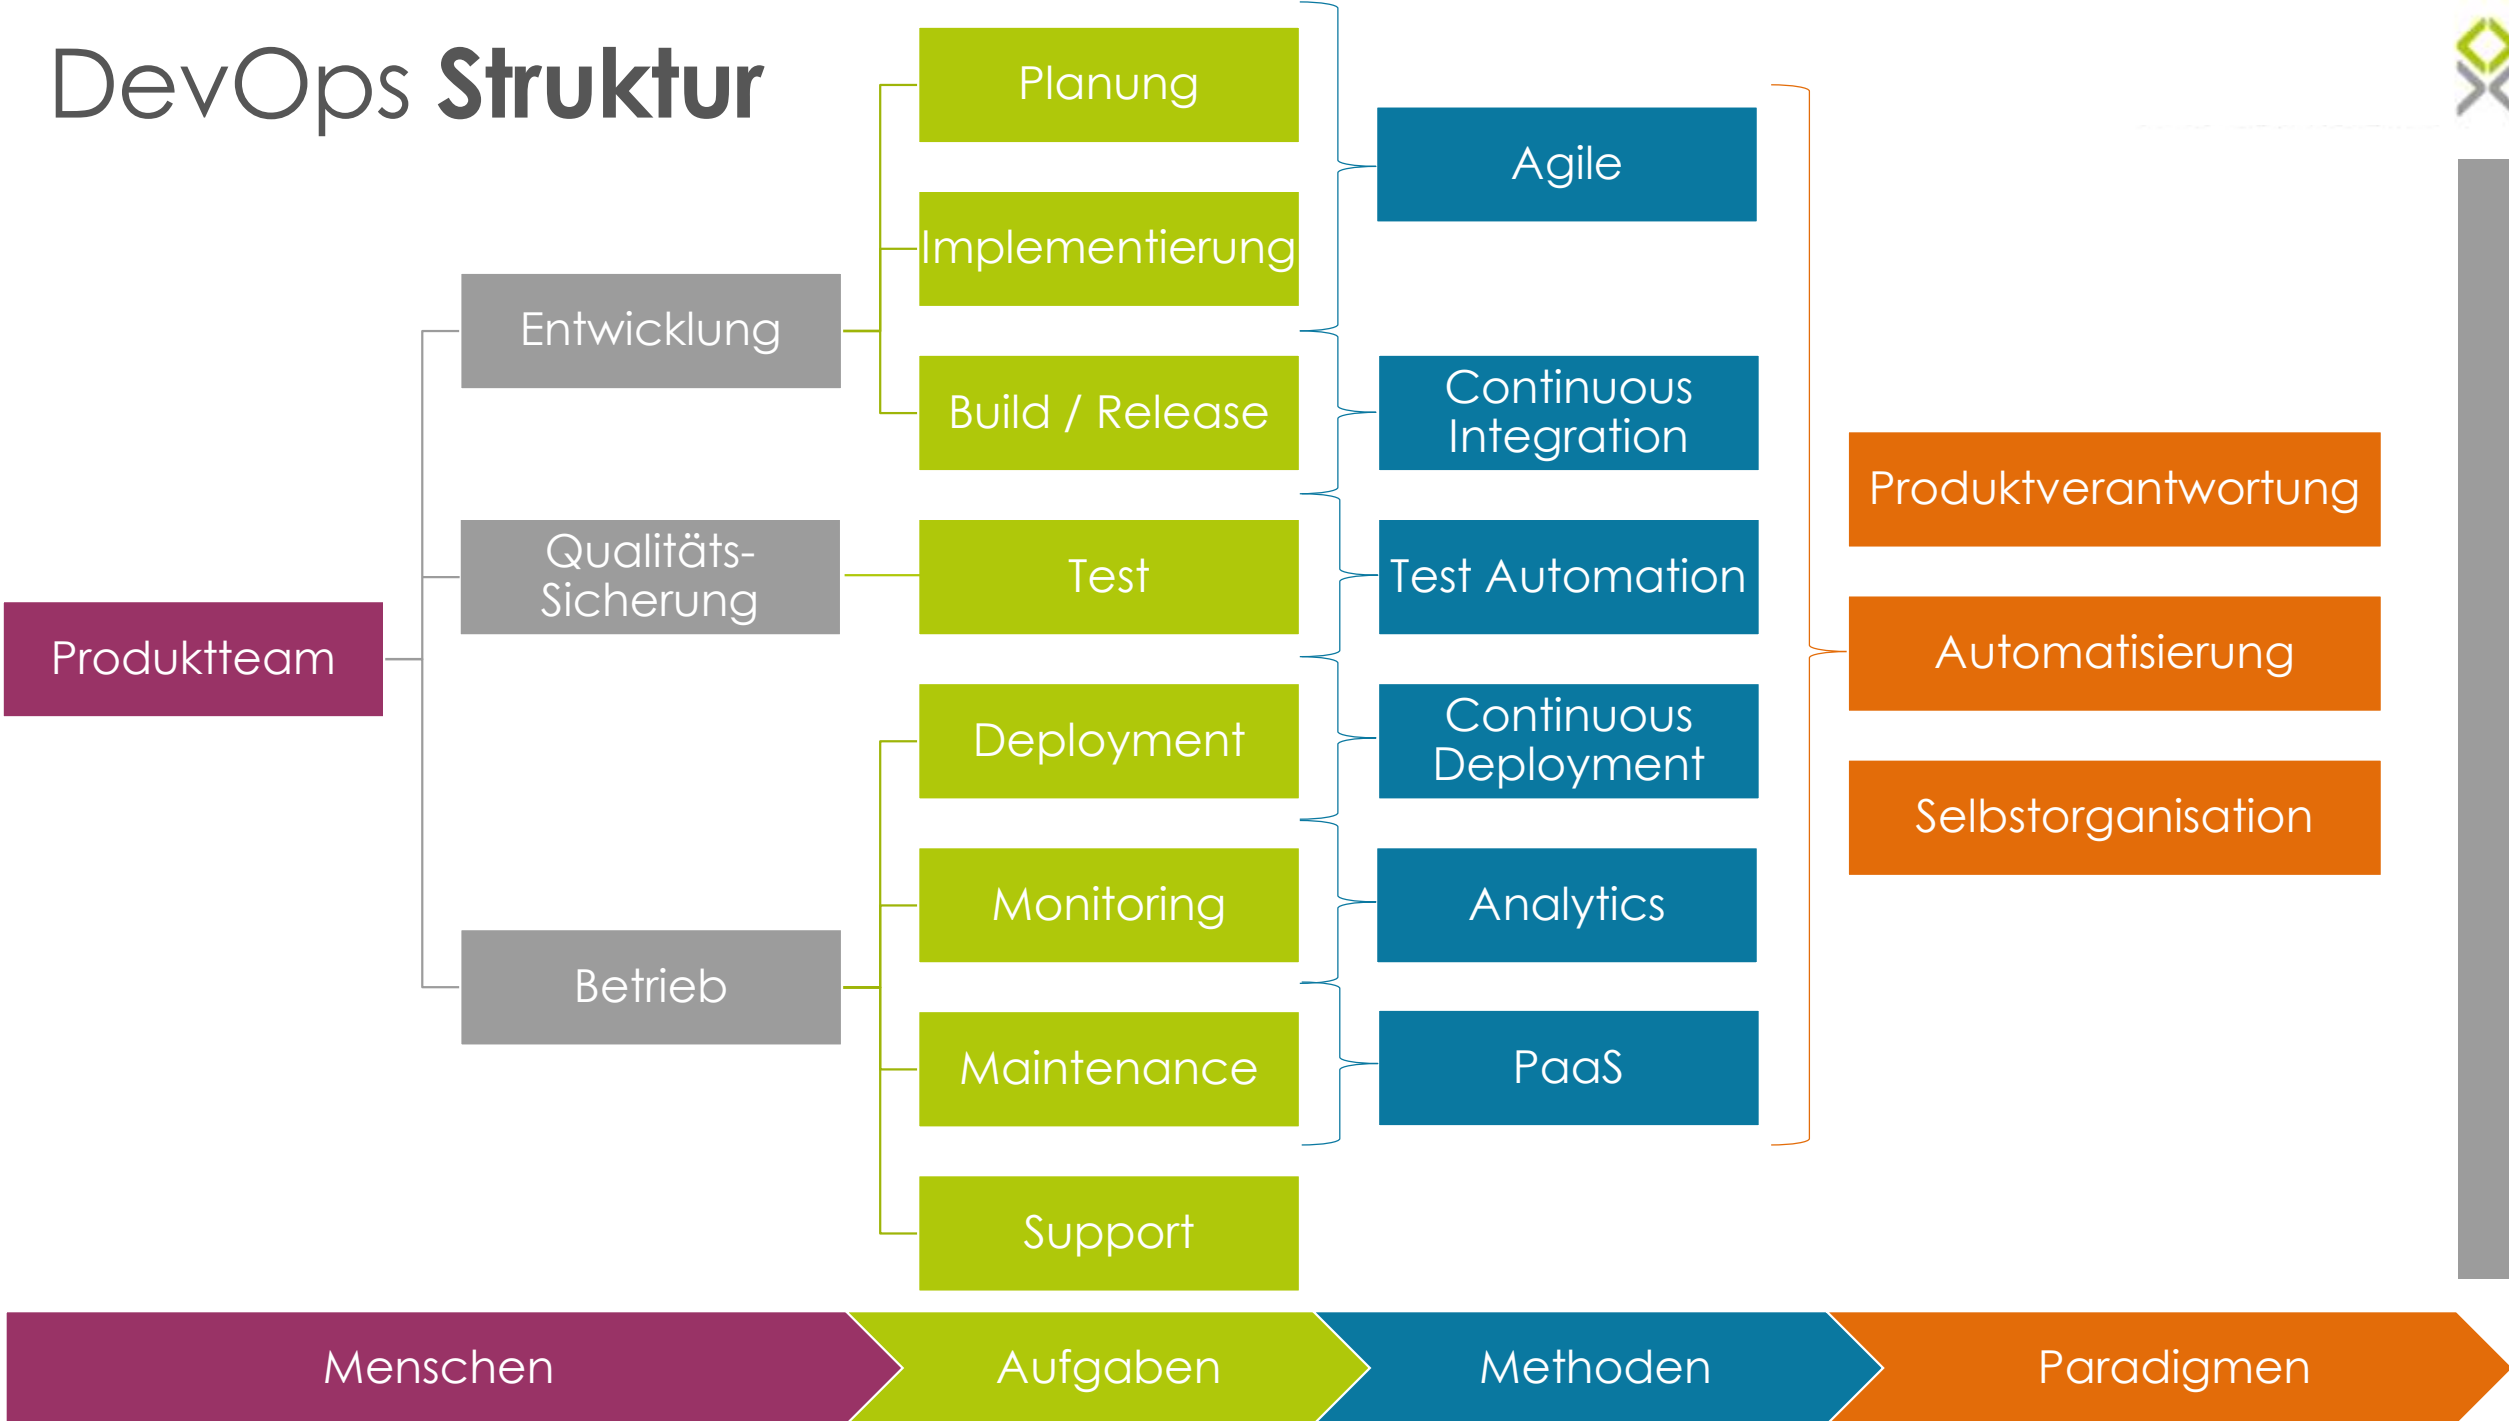 DevOps Struktur
Produktteam
Entwicklung
Qualitäts-
Sicherung
Betrieb
Planung
Implementierung
Build / Release
Test
Deployment
Monitoring
Maintenance
Support
Agile
Continuous
Integration
Test Automation
Continuous
Deployment
Analytics
PaaS
Produktverantwortung
Automatisierung
Selbstorganisation
Menschen
Aufgaben
Methoden
Paradigmen